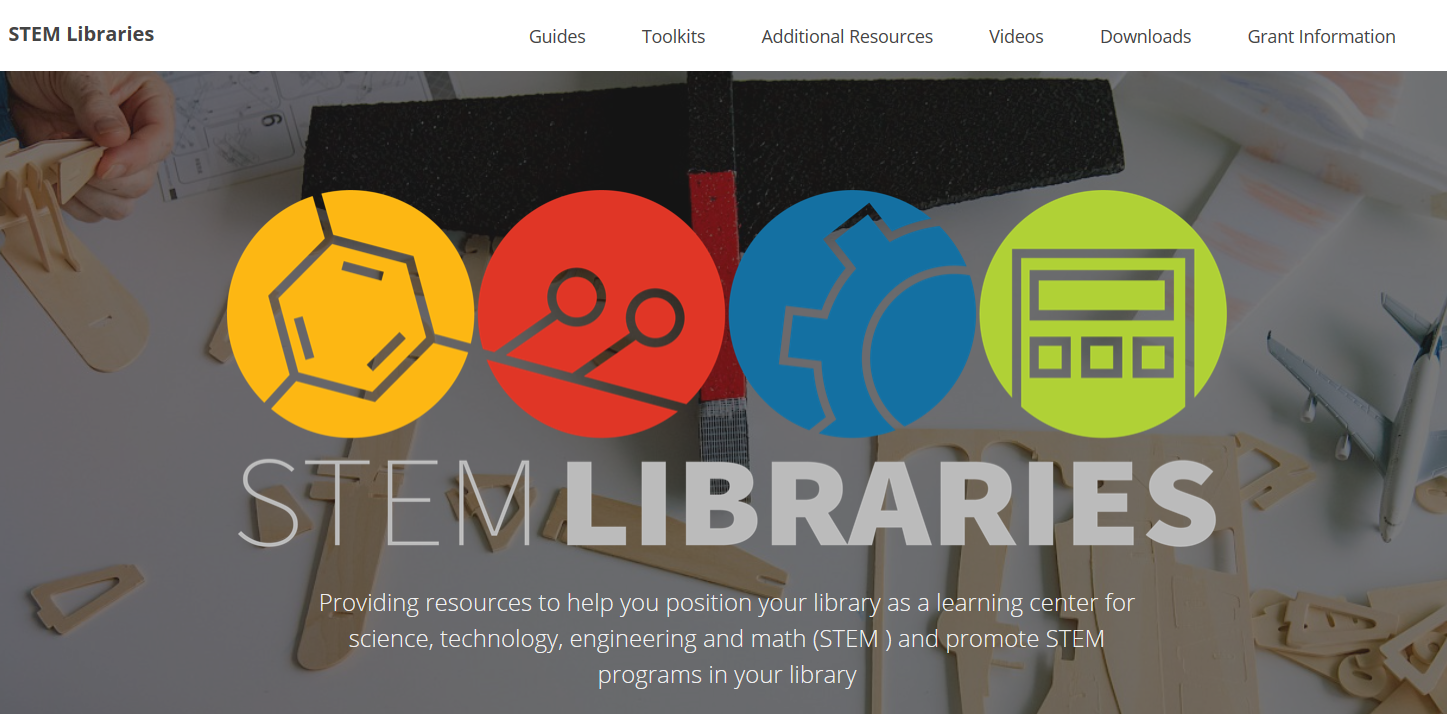 STEM Libraries
Guides
Toolkits
Additional Resources
Videos
Downloads
Grant Information
STEM LIBRARIES
Providing resources to help you position your library as a learning center for
science, technology, engineering and math (STEM ) and promote STEM
programs in your library